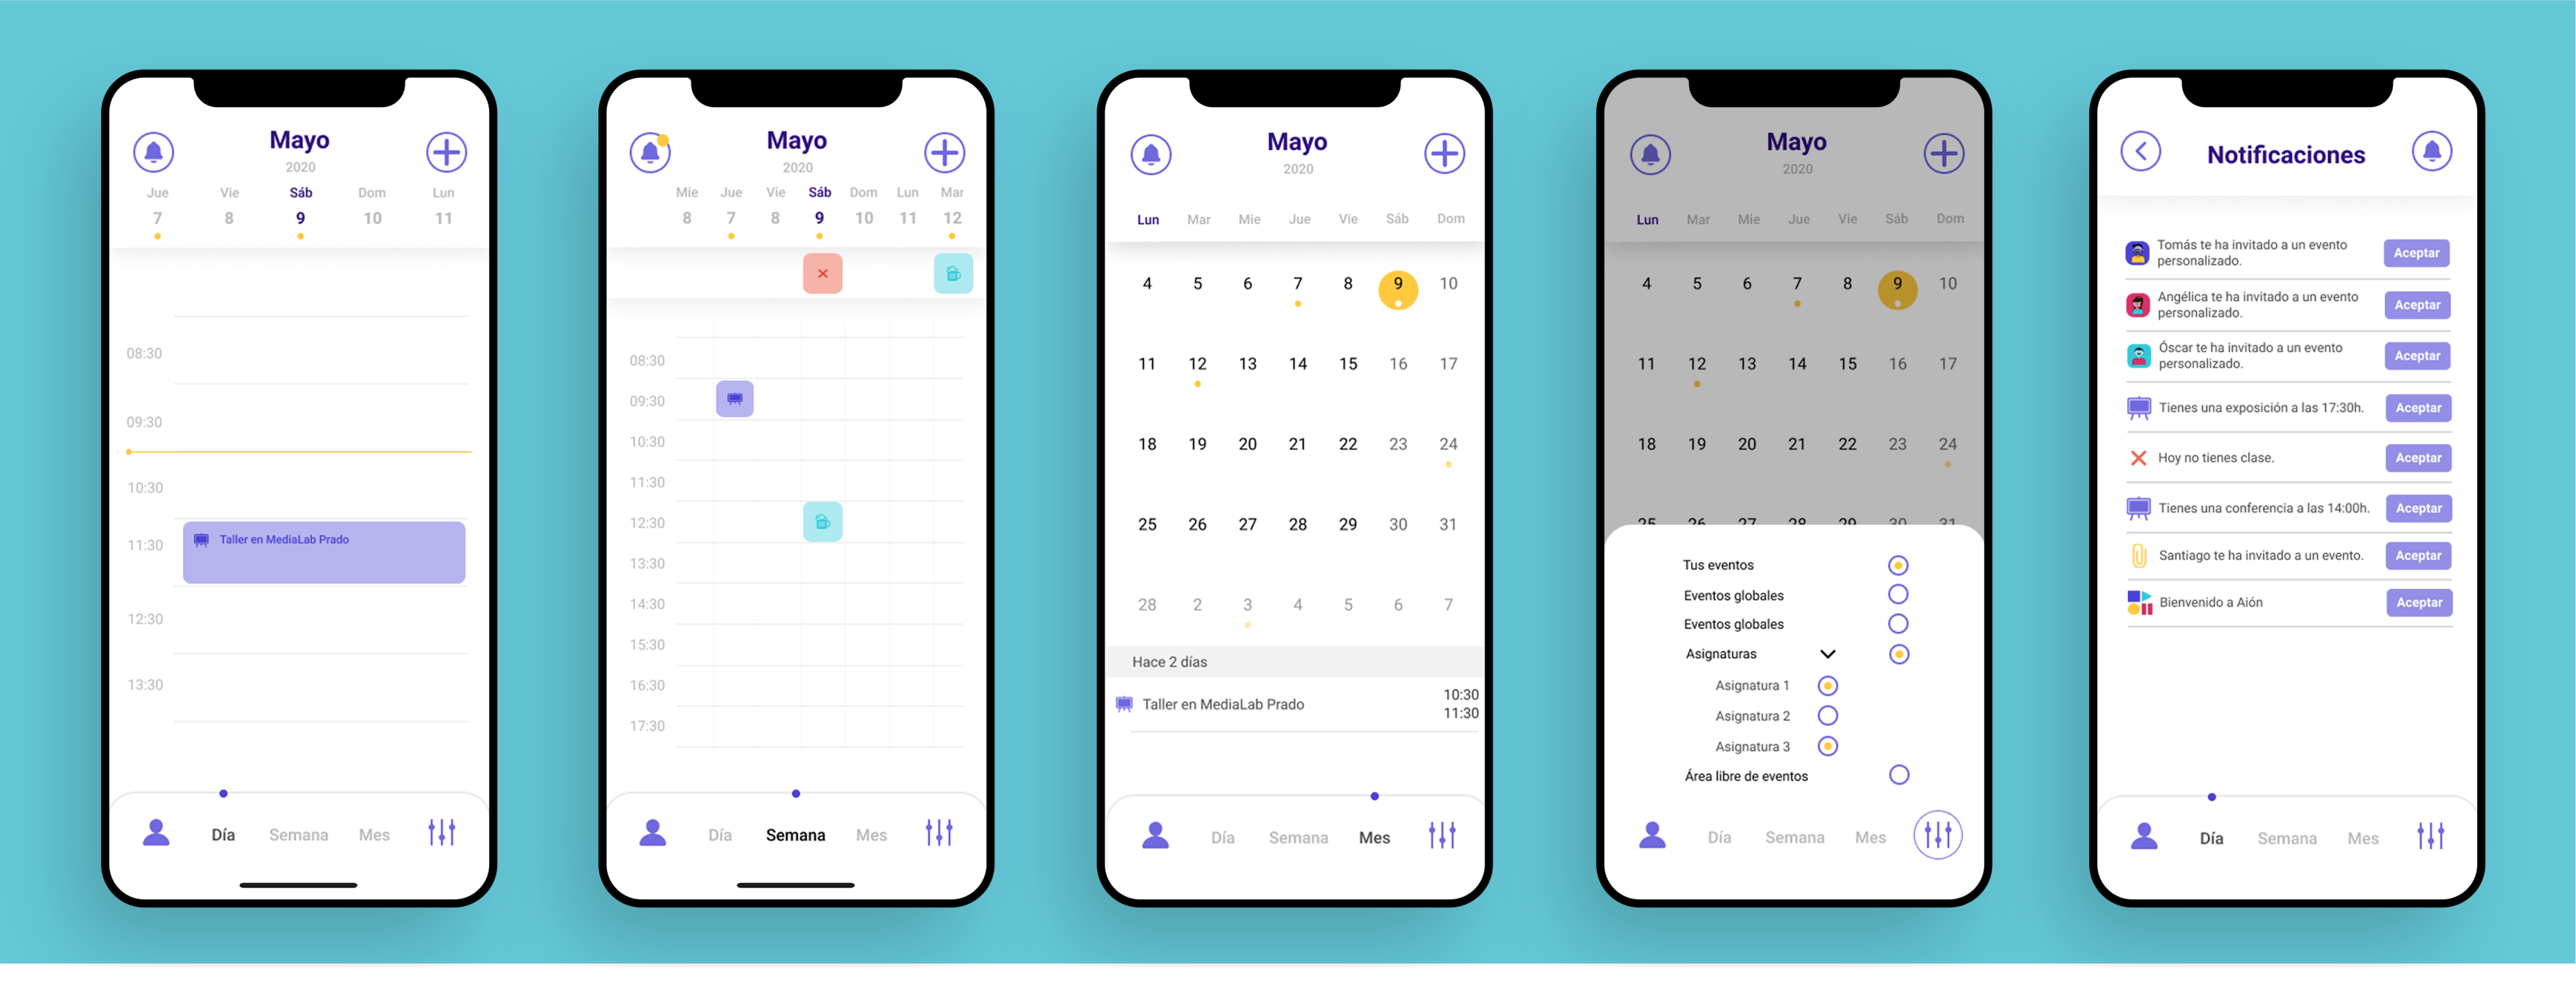 Mayo
2020
Jue Vie Sáb Dom Lun
7 8 9 10 11
08:30
09:30
10:30
11:30
Taller en MediaLab Prado
12:30
13:30
Día Semana Mes
Mayo
2020
Mie Jue Vie Sáb Dom Lun Mar
8 7 8 9 10 11 12
08:30
09:30
10:30
11:30
12:30
13:30
14:30
15:30
16:30
17:30
Día Semana Mes
Mayo
2020
Lun Mar Mie Jue Vie Sáb Dom
4 5 6 7 8 9 10
11 12 13 14 15 16 17
18 19 20 21 22 23 24
25 26 27 28 29 30 31
28 2 3 4 5 6 7
Hace 2 días
Taller en MediaLab Prado
10:30
11:30
Día Semana Mes
Mayo
2020
Lun Mar Mie Jue Vie Sáb Dom
4 5 6 7 8 9 10
11 12 13 14 15 16 17
18 19 20 21 22 23 24
25 26 27 28 29 30 31
Tus eventos
Eventos globales
Eventos globales
Asignaturas
Asignatura 1
Asignatura 2
Asignatura 3
Área libre de eventos
Día Semana Mes
Notificaciones
Tomás te ha invitado a un evento
personalizado.
Aceptar
Angélica te ha invitado a un evento
personalizado.
Aceptar
Óscar te ha invitado a un evento
personalizado.
Aceptar
Tienes una exposición a las 17:30h.
Aceptar
Hoy no tienes clase.
Aceptar
Tienes una conferencia a las 14:00h.
Aceptar
Santiago te ha invitado a un evento.
Aceptar
Bienvenido a Aión
Aceptar
Día Semana Mes